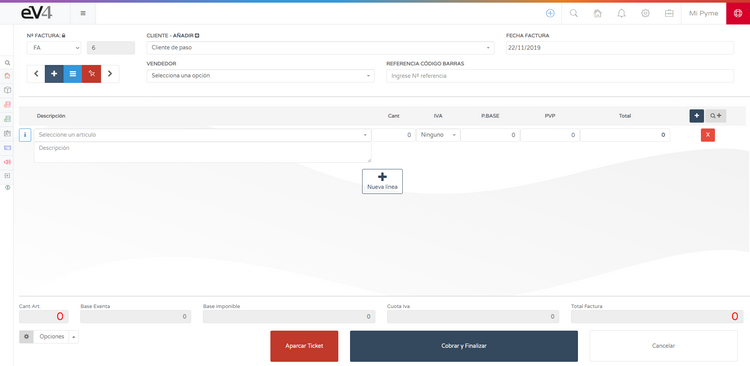 eV4
Mi Pyme
Nº FACTURA:
CLIENTE - AÑADIR
FECHA FACTURA
FA
6
Cliente de paso
22/11/2019
VENDEDOR
REFERENCIA CÓDIGO BARRAS
Selecciona una opción
Ingrese Nº referencia
Descripción
Cant
IVA
P.BASE
PVP
Total
i
Seleccione un artículo
0
Ninguno
0
0
0
X
Descripción
Nueva línea
Cant Art.
Base Exenta
Base imponible
Cuota Iva
Total Factura
0
0
0
0
0
Opciones
Aparcar Ticket
Cobrar y Finalizar
Cancelar